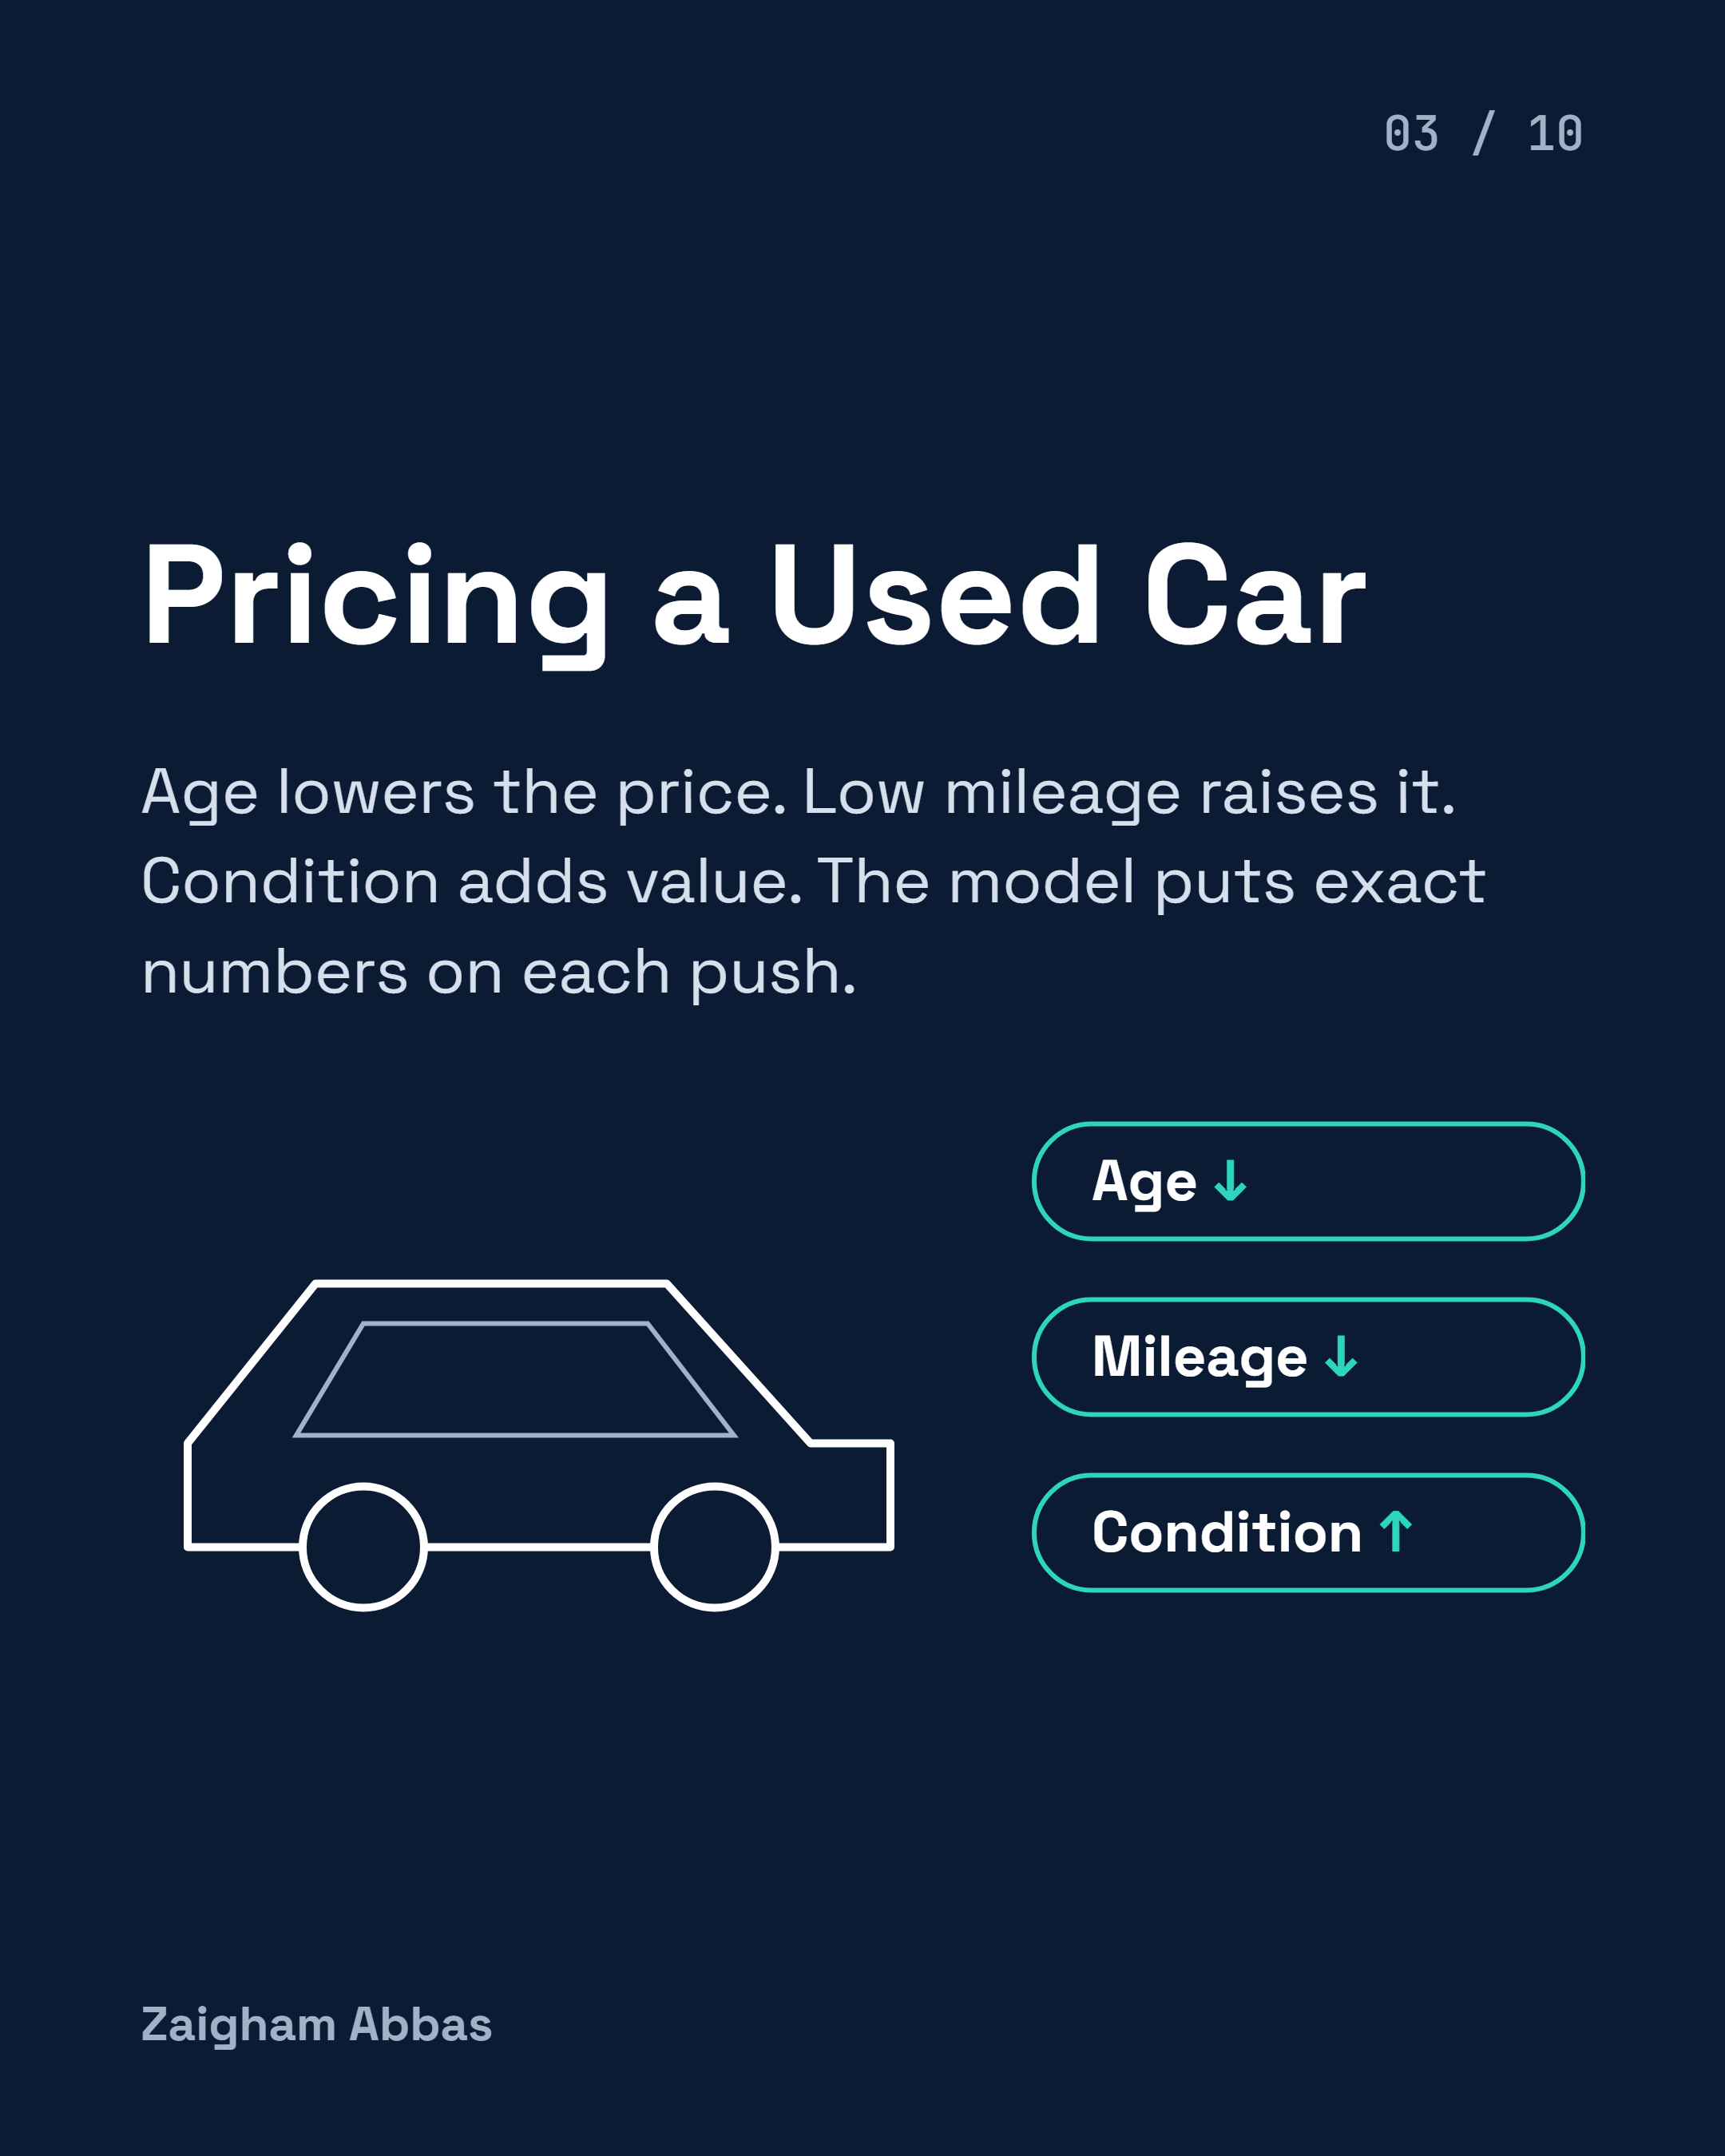 03 / 10
Pricing a Used Car
Age lowers the price. Low mileage raises it.
Condition adds value. The model puts exact
numbers on each push.
Age ↓
Mileage ↓
Condition ↑
Zaigham Abbas